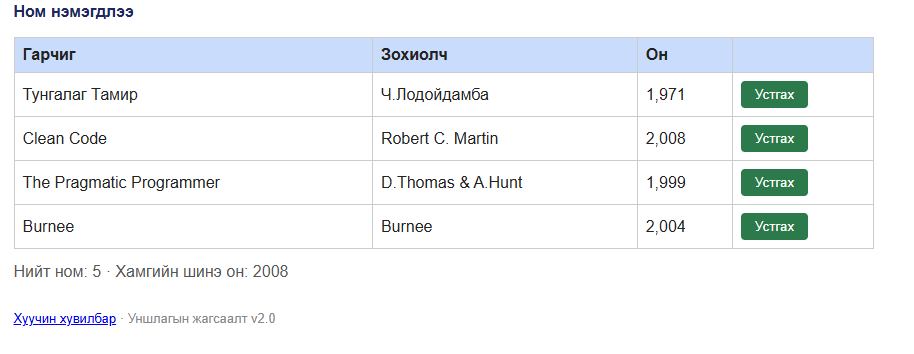 Ном нэмэгдлээ
Гарчиг Зохиолч Он
Тунгалаг Тамир Ч.Лодойдамба 1,971 Устгах
Clean Code Robert C. Martin 2,008 Устгах
The Pragmatic Programmer D.Thomas & A.Hunt 1,999 Устгах
Burnee Burnee 2,004 Устгах
Нийт ном: 5 · Хамгийн шинэ он: 2008
Хуучин хувилбар · Уншлагын жагсаалт v2.0